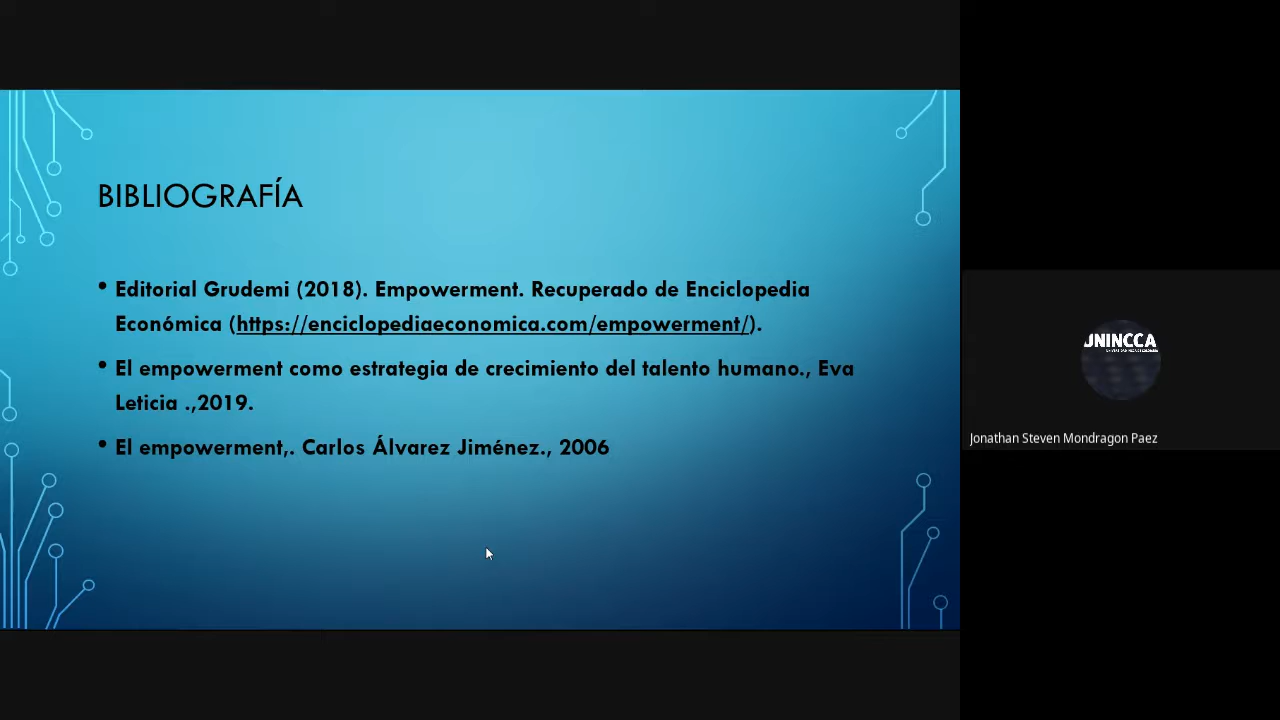 BIBLIOGRAFÍA
• Editorial Grudemi (2018). Empowerment. Recuperado de Enciclopedia
Económica (https://enciclopediaeconomica.com/empowerment/).
• El empowerment como estrategia de crecimiento del talento humano., Eva
Leticia .,2019.
• El empowerment,. Carlos Álvarez Jiménez., 2006
UNINCCA
Jonathan Steven Mondragon Paez